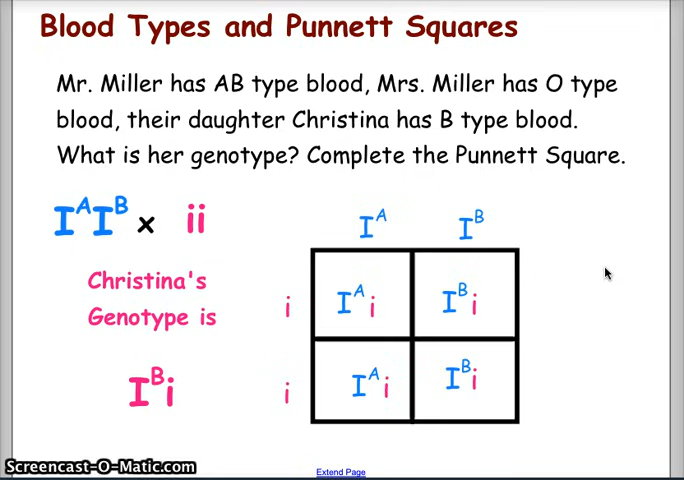 Blood Types and Punnett Squares
Mr. Miller has AB type blood, Mrs. Miller has O type
blood, their daughter Christina has B type blood.
What is her genotype? Complete the Punnett Square.
IᴬIᴮ x ii
Iᴬ Iᴮ
Christina's
Genotype is
i Iᴬi Iᴮi
Iᴮi
i Iᴬi Iᴮi
Screencast-O-Matic.com
Extend Page